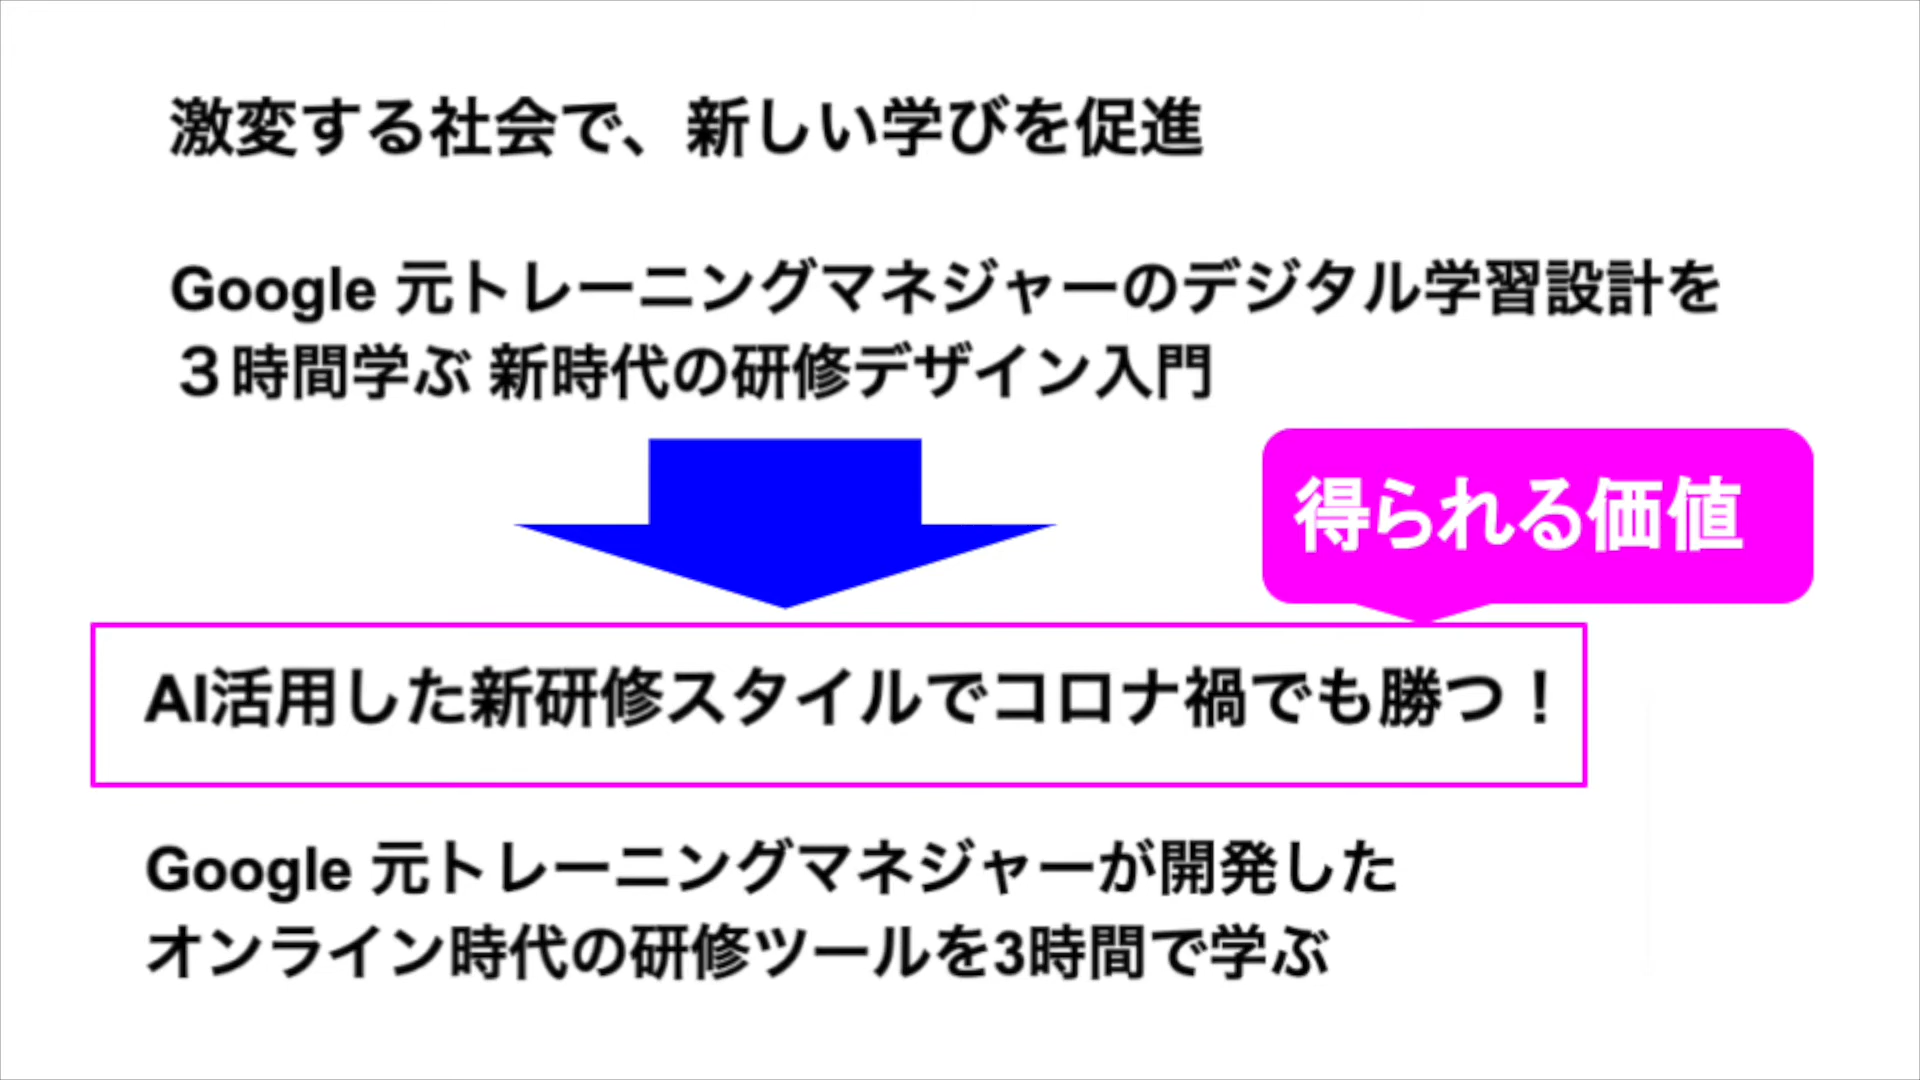 激変する社会で、新しい学びを促進
Google 元トレーニングマネジャーのデジタル学習設計を
３時間学ぶ 新時代の研修デザイン入門
得られる価値
AI活用した新研修スタイルでコロナ禍でも勝つ！
Google 元トレーニングマネジャーが開発した
オンライン時代の研修ツールを3時間で学ぶ